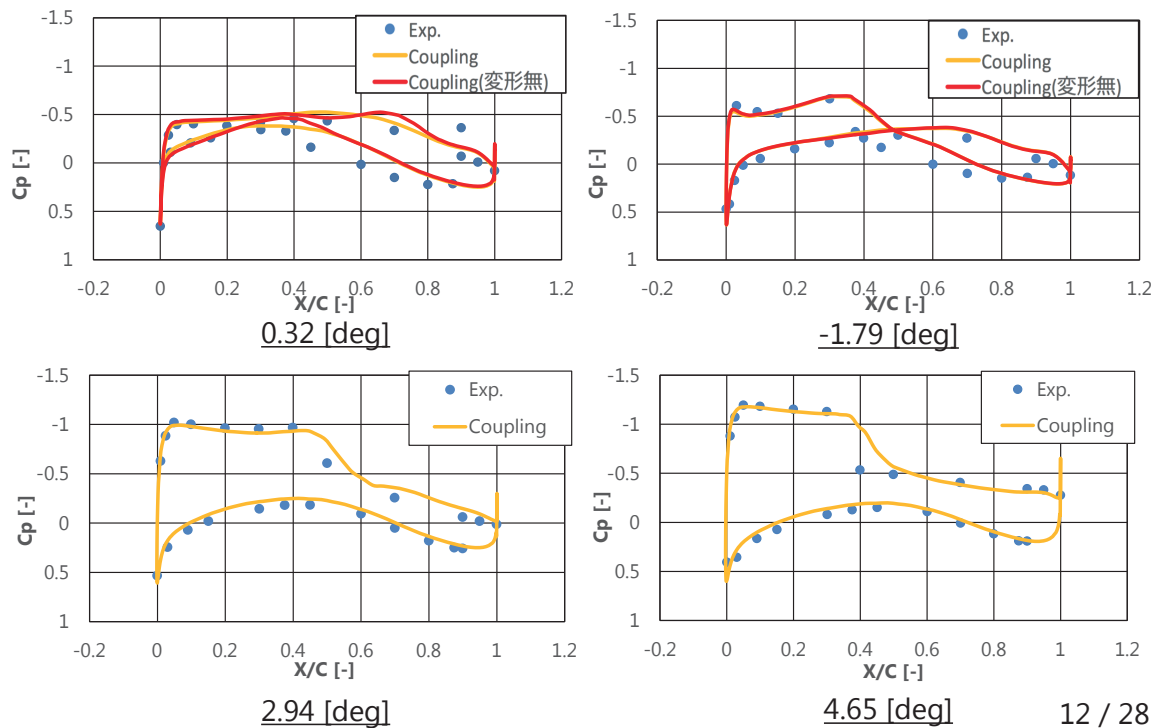 -1.5
Exp.
Coupling
Coupling(変形無)
-1
-0.5
0
0.5
1
Cp [-]
-0.2 0 0.2 0.4 0.6 0.8 1 1.2
X/C [-]
0.32 [deg]
-1.5
Exp.
Coupling
Coupling(変形無)
-1
-0.5
0
0.5
1
Cp [-]
-0.2 0 0.2 0.4 0.6 0.8 1 1.2
X/C [-]
-1.79 [deg]
-1.5
Exp.
Coupling
-1
-0.5
0
0.5
1
Cp [-]
-0.2 0 0.2 0.4 0.6 0.8 1 1.2
X/C [-]
2.94 [deg]
-1.5
Exp.
Coupling
-1
-0.5
0
0.5
1
Cp [-]
-0.2 0 0.2 0.4 0.6 0.8 1 1.2
X/C [-]
4.65 [deg]
12 / 28